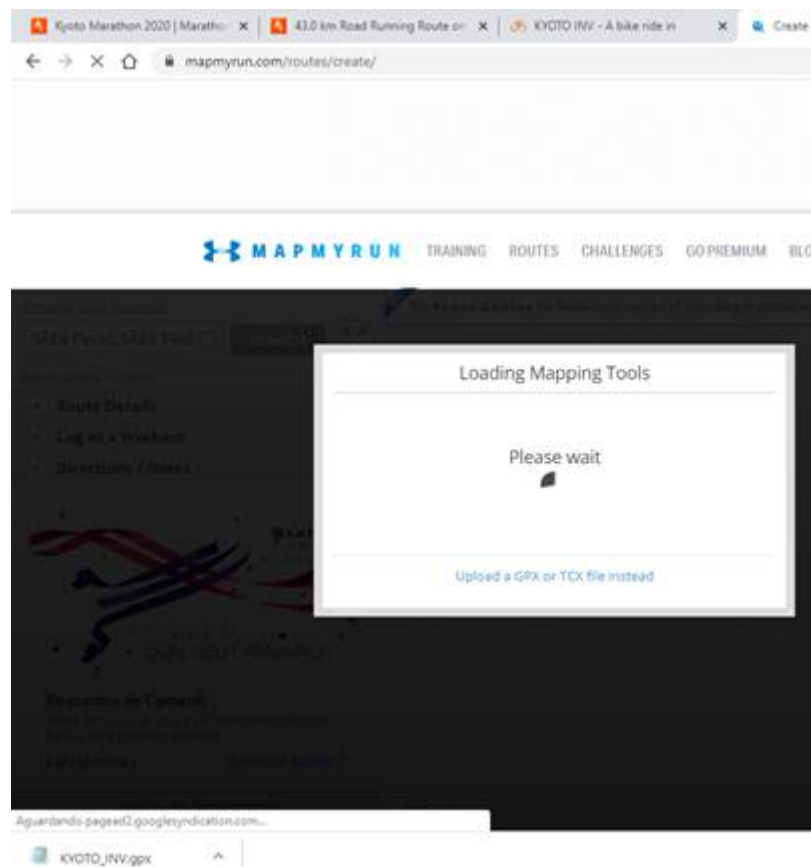 Kyoto Marathon 2020 | Maratho
43.0 km Road Running Route on
KYOTO INV - A bike ride in
Create
mapmyrun.com/routes/create/
MAPMYRUN TRAINING ROUTES CHALLENGES GO PREMIUM BLO
Loading Mapping Tools
Route Details
Log as a Workout
Directions / Notes
Please wait
Upload a GPX or TCX file instead
Aguardando pagead2.googlesyndication.com...
KYOTO_INV.gpx